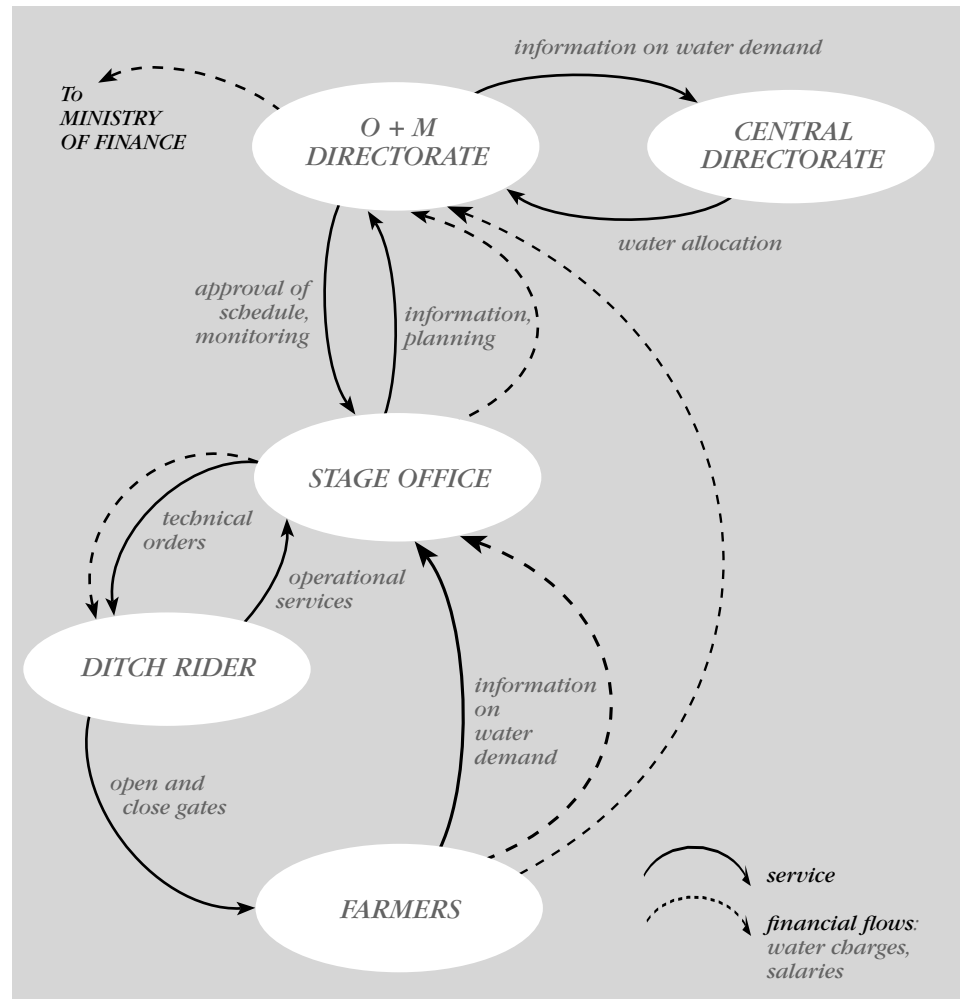 information on water demand
To
MINISTRY
OF FINANCE
O + M
DIRECTORATE
CENTRAL
DIRECTORATE
water allocation
approval of
schedule,
monitoring
information,
planning
STAGE OFFICE
technical
orders
operational
services
DITCH RIDER
information
on
water
demand
open and
close gates
FARMERS
service
financial flows:
water charges,
salaries